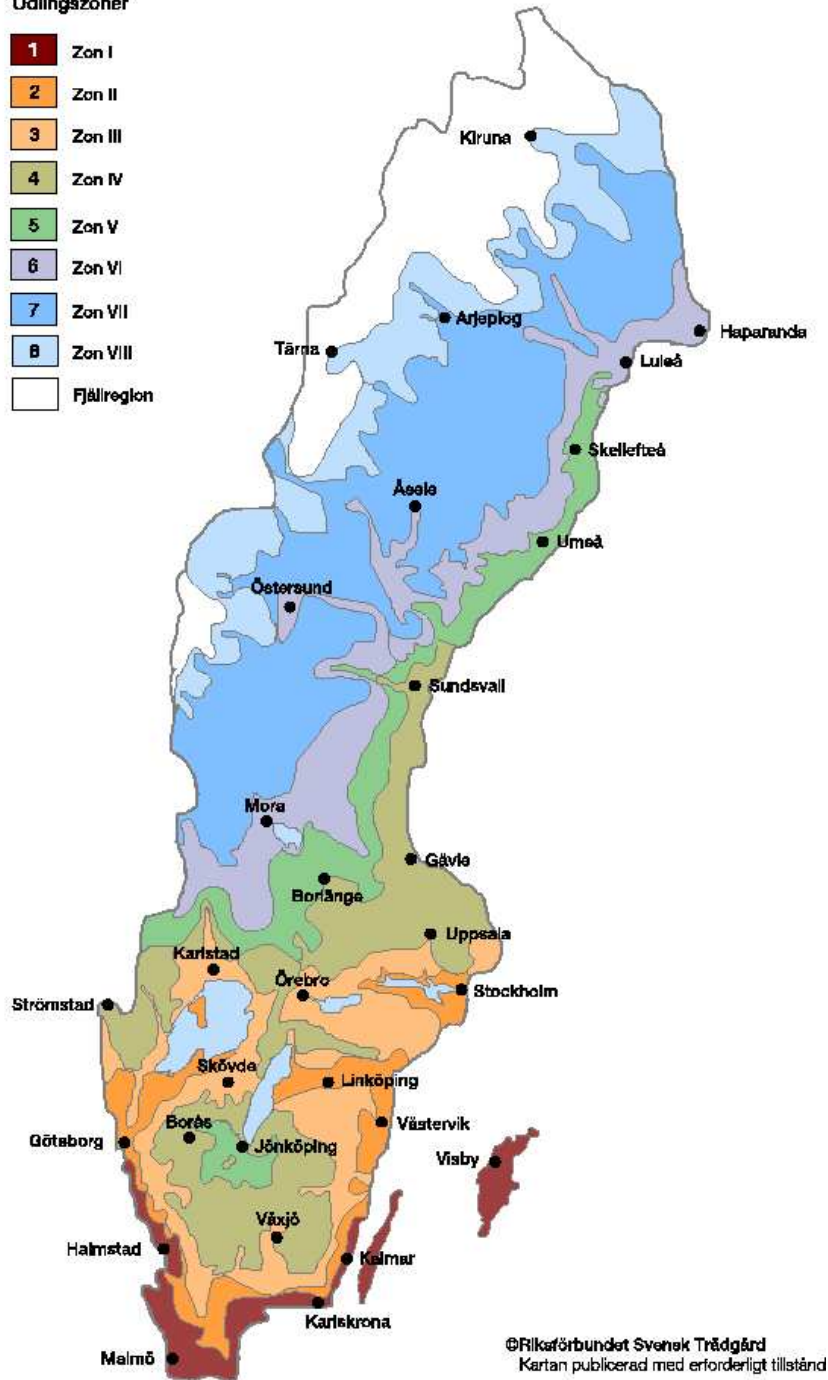 Odlingszoner
1 Zon I
2 Zon II
3 Zon III
4 Zon IV
5 Zon V
6 Zon VI
7 Zon VII
8 Zon VIII
Fjällregion
Kiruna
Arjeplog
Haparanda
Tärna
Luleå
Skellefteå
Åsele
Umeå
Östersund
Sundsvall
Mora
Gävle
Borlänge
Uppsala
Karlstad
Örebro
Stockholm
Strömstad
Skövde
Linköping
Borås
Västervik
Göteborg
Jönköping
Visby
Växjö
Halmstad
Kalmar
Karlskrona
Malmö
©Riksförbundet Svensk Trädgård
Kartan publicerad med erforderligt tillstånd